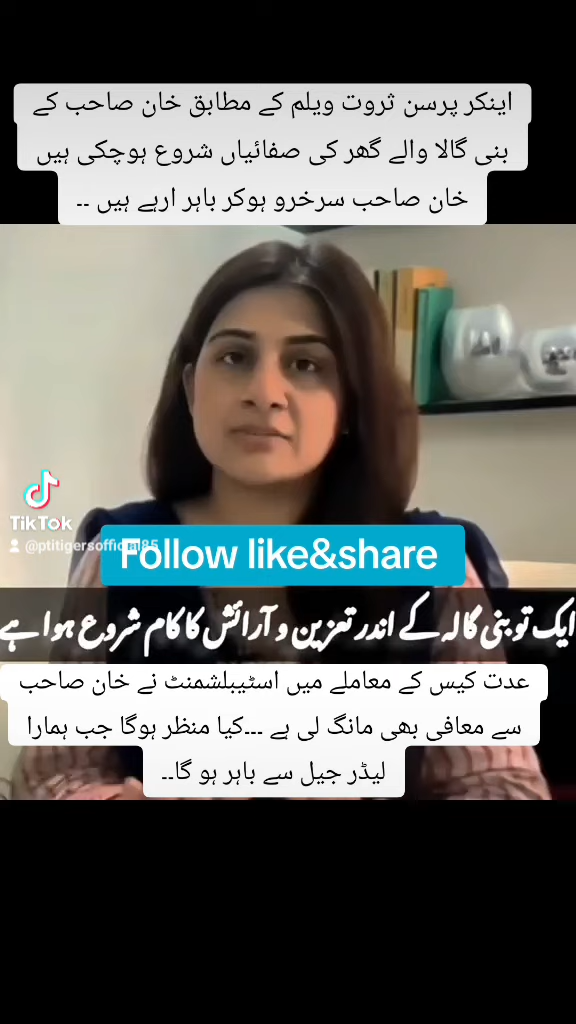 اینکر پرسن ثروت ویلم کے مطابق خان صاحب کے
بنی گالا والے گھر کی صفائیاں شروع ہوچکی ہیں
خان صاحب سرخرو ہوکر باہر ارہے ہیں ۔۔
TikTok
@ptitigersofficial85
Follow like&share
ایک تو بنی گالہ کے اندر تعزین و آرائش کا کام شروع ہوا ہے
عدت کیس کے معاملے میں اسٹیبلشمنٹ نے خان صاحب
سے معافی بھی مانگ لی ہے ۔۔۔کیا منظر ہوگا جب ہمارا
لیڈر جیل سے باہر ہو گا۔۔